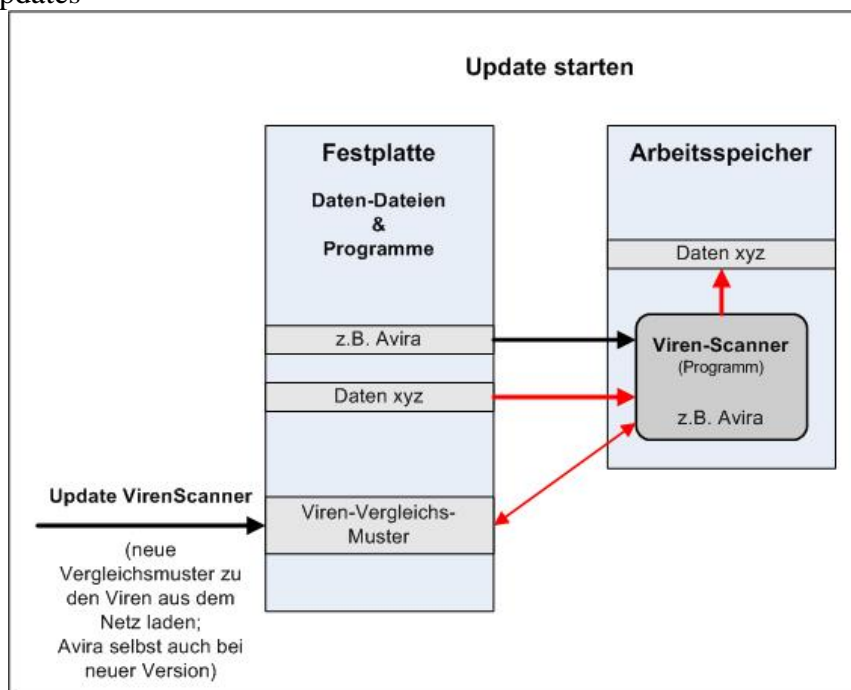 pdates
Update starten
Festplatte
Daten-Dateien
&
Programme
z.B. Avira
Daten xyz
Viren-Vergleichs-
Muster
Arbeitsspeicher
Daten xyz
Viren-Scanner
(Programm)
z.B. Avira
Update VirenScanner
(neue
Vergleichsmuster zu
den Viren aus dem
Netz laden;
Avira selbst auch bei
neuer Version)